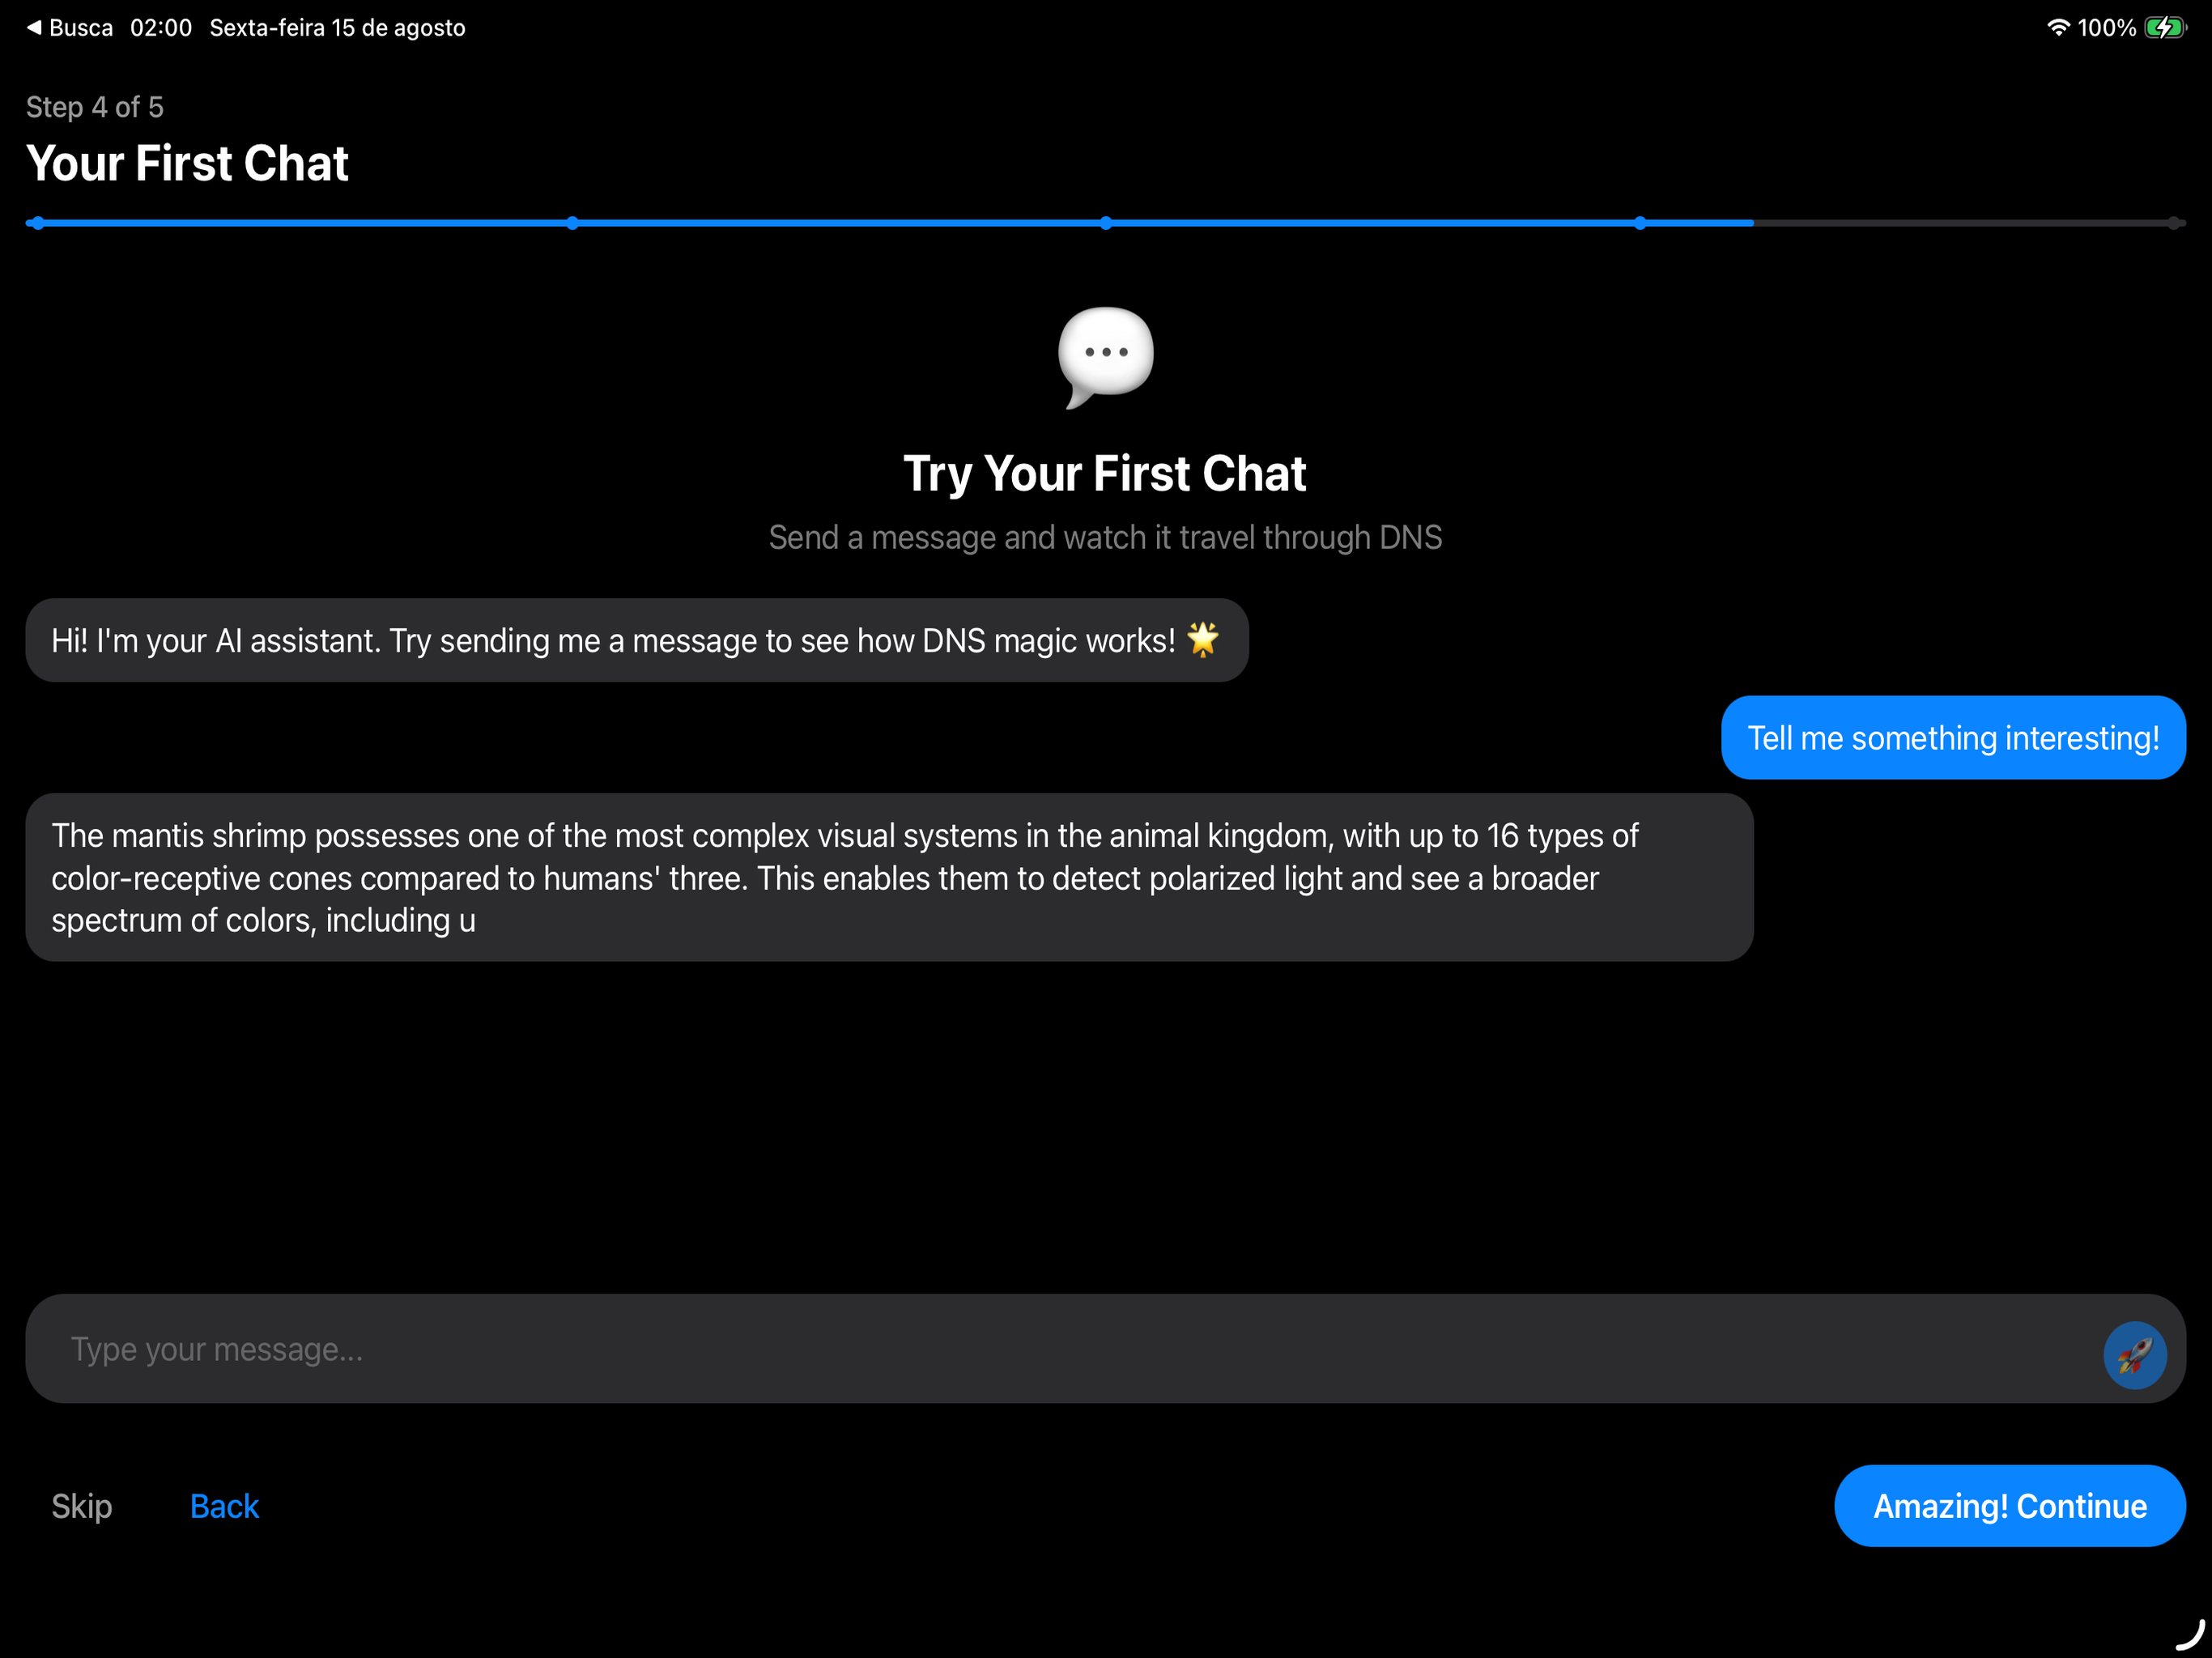 Busca 02:00 Sexta-feira 15 de agosto 100%
Step 4 of 5
Your First Chat
Try Your First Chat
Send a message and watch it travel through DNS
Hi! I'm your AI assistant. Try sending me a message to see how DNS magic works! 🌟
Tell me something interesting!
The mantis shrimp possesses one of the most complex visual systems in the animal kingdom, with up to 16 types of
color-receptive cones compared to humans' three. This enables them to detect polarized light and see a broader
spectrum of colors, including u
Type your message...
Skip Back Amazing! Continue